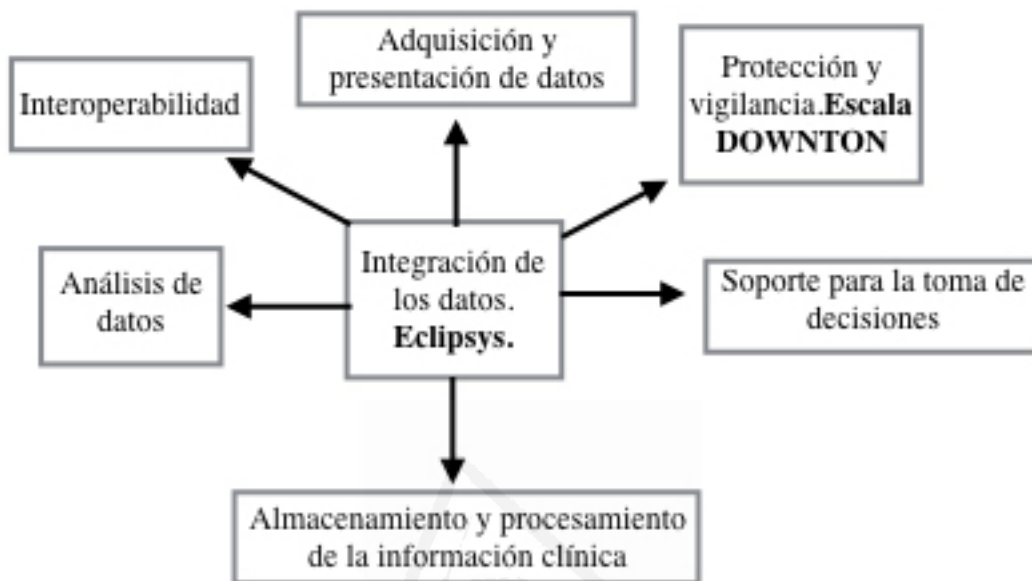 Adquisición y
presentación de datos
Interoperabilidad
Protección y
vigilancia.Escala
DOWNTON
Integración de
los datos.
Eclipsys.
Análisis de
datos
Soporte para la toma de
decisiones
Almacenamiento y procesamiento
de la información clínica